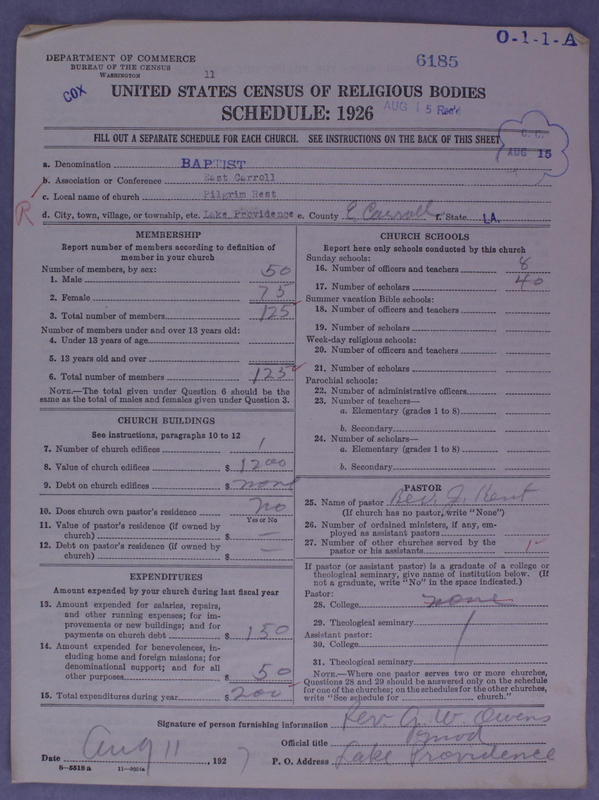 O-1-1-A
DEPARTMENT OF COMMERCE
BUREAU OF THE CENSUS
WASHINGTON
6185
11
COX
UNITED STATES CENSUS OF RELIGIOUS BODIES
SCHEDULE: 1926
AUG 15 Rec'd
FILL OUT A SEPARATE SCHEDULE FOR EACH CHURCH. SEE INSTRUCTIONS ON THE BACK OF THIS SHEET
C. C.
AUG 15
a. Denomination BAPTIST
b. Association or Conference East Carroll
c. Local name of church Pilgrim Rest
R
d. City, town, village, or township, etc. Lake Providence e. County E Carroll f. State LA.
MEMBERSHIP
Report number of members according to definition of
member in your church
Number of members, by sex:
1. Male 50
2. Female 75
3. Total number of members 125
Number of members under and over 13 years old:
4. Under 13 years of age
5. 13 years old and over
6. Total number of members 125
NOTE.—The total given under Question 6 should be the
same as the total of males and females given under Question 3.
CHURCH BUILDINGS
See instructions, paragraphs 10 to 12
7. Number of church edifices 1
8. Value of church edifices $ 1200
9. Debt on church edifices $ none
10. Does church own pastor's residence no
Yes or No
11. Value of pastor's residence (if owned by
church) $ —
12. Debt on pastor's residence (if owned by
church) $ —
EXPENDITURES
Amount expended by your church during last fiscal year
13. Amount expended for salaries, repairs,
and other running expenses; for im-
provements or new buildings; and for
payments on church debt $ 150
14. Amount expended for benevolences, in-
cluding home and foreign missions; for
denominational support; and for all
other purposes $ 50
15. Total expenditures during year $ 200
CHURCH SCHOOLS
Report here only schools conducted by this church
Sunday schools:
16. Number of officers and teachers 8
17. Number of scholars 40
Summer vacation Bible schools:
18. Number of officers and teachers
19. Number of scholars
Week-day religious schools:
20. Number of officers and teachers
21. Number of scholars
Parochial schools:
22. Number of administrative officers
23. Number of teachers—
a. Elementary (grades 1 to 8)
b. Secondary
24. Number of scholars—
a. Elementary (grades 1 to 8)
b. Secondary
PASTOR
25. Name of pastor Rev. J. Kent
(If church has no pastor, write "None")
26. Number of ordained ministers, if any, em-
ployed as assistant pastors
27. Number of other churches served by the
pastor or his assistants 1
If pastor (or assistant pastor) is a graduate of a college or
theological seminary, give name of institution below. (If
not a graduate, write "No" in the space indicated.)
Pastor:
28. College none
29. Theological seminary
Assistant pastor:
30. College
31. Theological seminary
NOTE.—Where one pastor serves two or more churches,
Questions 28 and 29 should be answered only on the schedule
for one of the churches; on the schedules for the other churches,
write "See schedule for church."
Signature of person furnishing information Rev. G. W. Owens
Official title
Date Aug 11, 1927 P. O. Address Lake Providence
8—5518 a 11—9051a